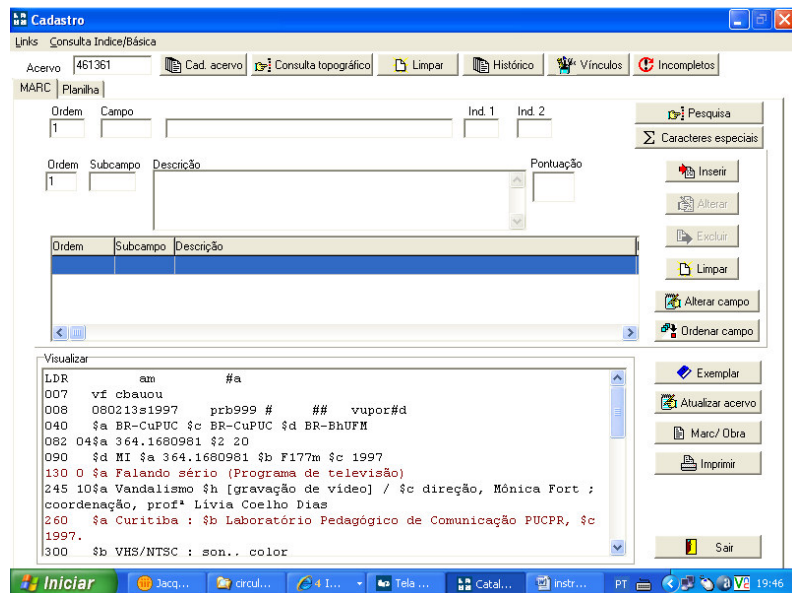 Cadastro
Links Consulta Indice/Básica
Acervo 461361 Cad. acervo Consulta topográfico Limpar Histórico Vínculos Incompletos
MARC Planilha
Ordem Campo Ind. 1 Ind. 2
1
Pesquisa
Caracteres especiais
Ordem Subcampo Descrição Pontuação
1
Inserir
Alterar
Excluir
Limpar
Alterar campo
Ordenar campo
Ordem Subcampo Descrição
Visualizar
LDR am #a
007 vf cbauou
008 080213s1997 prb999 # ## vupor#d
040 $a BR-CuPUC $c BR-CuPUC $d BR-BhUFM
082 04$a 364.1680981 $2 20
090 $d MI $a 364.1680981 $b F177m $c 1997
130 0 $a Falando sério (Programa de televisão)
245 10$a Vandalismo $h [gravação de vídeo] / $c direção, Mônica Fort ;
coordenação, profª Lívia Coelho Dias
260 $a Curitiba : $b Laboratório Pedagógico de Comunicação PUCPR, $c
1997.
300 $b VHS/NTSC : son.. color
Exemplar
Atualizar acervo
Marc/ Obra
Imprimir
Sair
Iniciar Jacq... circul... 4 I... Tela ... Catal... instr... PT 19:46